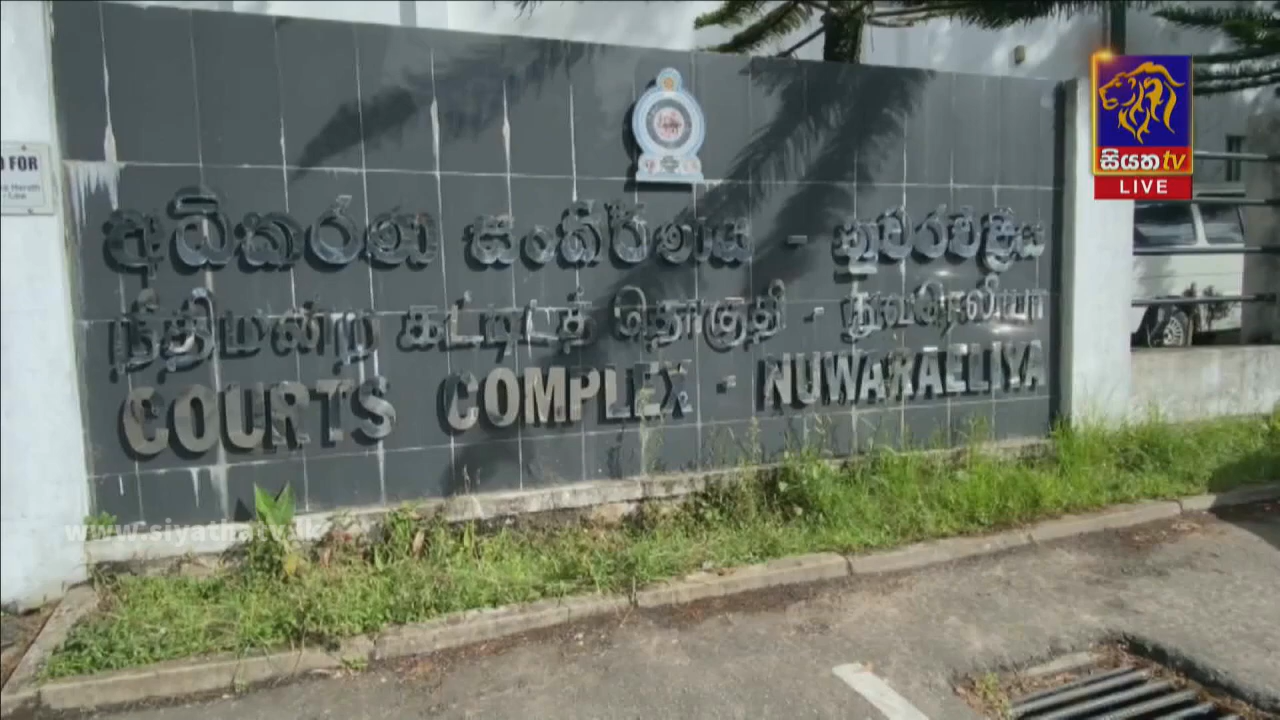 අධිකරණ සංකීර්ණය - නුවරඑළිය
நீதிமன்ற கட்டிடத் தொகுதி - நுவரெலியா
COURTS COMPLEX - NUWARAELIYA
FOR
සියත tv
LIVE
www.siyathatv.lk